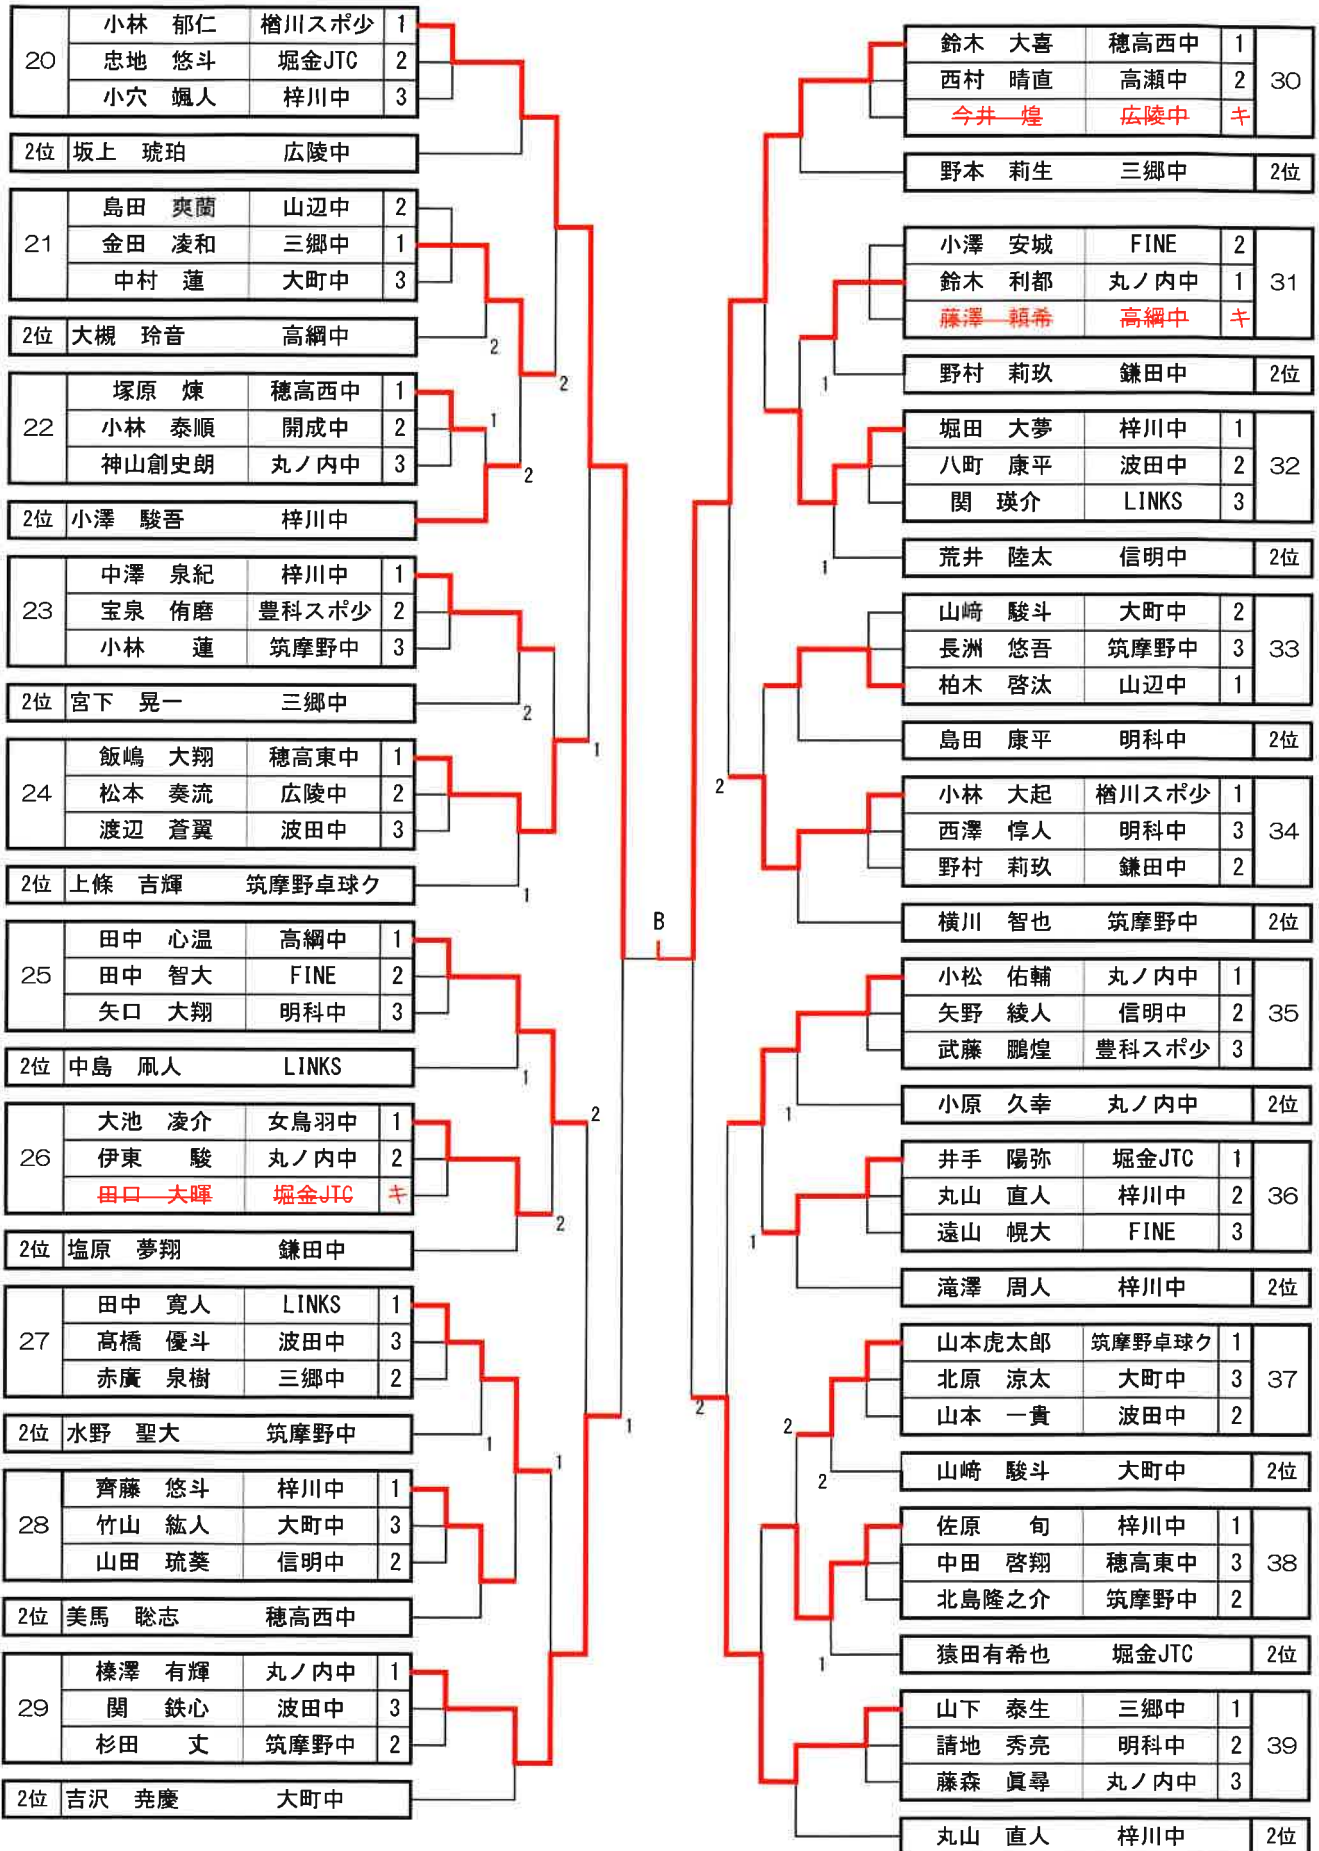 20
小林 郁仁 楢川スポ少 1
忠地 悠斗 堀金JTC 2
小穴 颯人 梓川中 3
2位 坂上 琥珀 広陵中
21
島田 爽蘭 山辺中 2
金田 凌和 三郷中 1
中村 蓮 大町中 3
2位 大槻 玲音 高綱中
2
2
22
塚原 煉 穂高西中 1
小林 泰順 開成中 2
神山創史朗 丸ノ内中 3
1
2
2位 小澤 駿吾 梓川中
23
中澤 泉紀 梓川中 1
宝泉 侑磨 豊科スポ少 2
小林 蓮 筑摩野中 3
2位 宮下 晃一 三郷中
2
1
24
飯嶋 大翔 穂高東中 1
松本 奏流 広陵中 2
渡辺 蒼翼 波田中 3
2位 上條 吉輝 筑摩野卓球ク
1
25
田中 心温 高綱中 1
田中 智大 FINE 2
矢口 大翔 明科中 3
2位 中島 凧人 LINKS
1
2
26
大池 凌介 女鳥羽中 1
伊東 駿 丸ノ内中 2
田口 大暉 堀金JTC キ
2
2位 塩原 夢翔 鎌田中
27
田中 寛人 LINKS 1
髙橋 優斗 波田中 3
赤廣 泉樹 三郷中 2
2位 水野 聖大 筑摩野中
1
1
1
28
齊藤 悠斗 梓川中 1
竹山 紘人 大町中 3
山田 琉葵 信明中 2
2位 美馬 聡志 穂高西中
29
榛澤 有輝 丸ノ内中 1
関 鉄心 波田中 3
杉田 丈 筑摩野中 2
2位 吉沢 尭慶 大町中
B
鈴木 大喜 穂高西中 1
西村 晴直 高瀬中 2
今井 煌 広陵中 キ
30
野本 莉生 三郷中 2位
小澤 安城 FINE 2
鈴木 利都 丸ノ内中 1
藤澤 頼希 高綱中 キ
31
1
野村 莉玖 鎌田中 2位
堀田 大夢 梓川中 1
八町 康平 波田中 2
関 瑛介 LINKS 3
32
1
荒井 陸太 信明中 2位
山﨑 駿斗 大町中 2
長洲 悠吾 筑摩野中 3
柏木 啓汰 山辺中 1
33
島田 康平 明科中 2位
2
小林 大起 楢川スポ少 1
西澤 惇人 明科中 3
野村 莉玖 鎌田中 2
34
横川 智也 筑摩野中 2位
小松 佑輔 丸ノ内中 1
矢野 綾人 信明中 2
武藤 鵬煌 豊科スポ少 3
35
1
小原 久幸 丸ノ内中 2位
井手 陽弥 堀金JTC 1
丸山 直人 梓川中 2
遠山 幌大 FINE 3
36
1
滝澤 周人 梓川中 2位
山本虎太郎 筑摩野卓球ク 1
北原 涼太 大町中 3
山本 一貴 波田中 2
37
2
2
2
山﨑 駿斗 大町中 2位
佐原 旬 梓川中 1
中田 啓翔 穂高東中 3
北島隆之介 筑摩野中 2
38
1
猿田有希也 堀金JTC 2位
山下 泰生 三郷中 1
請地 秀亮 明科中 2
藤森 眞尋 丸ノ内中 3
39
丸山 直人 梓川中 2位